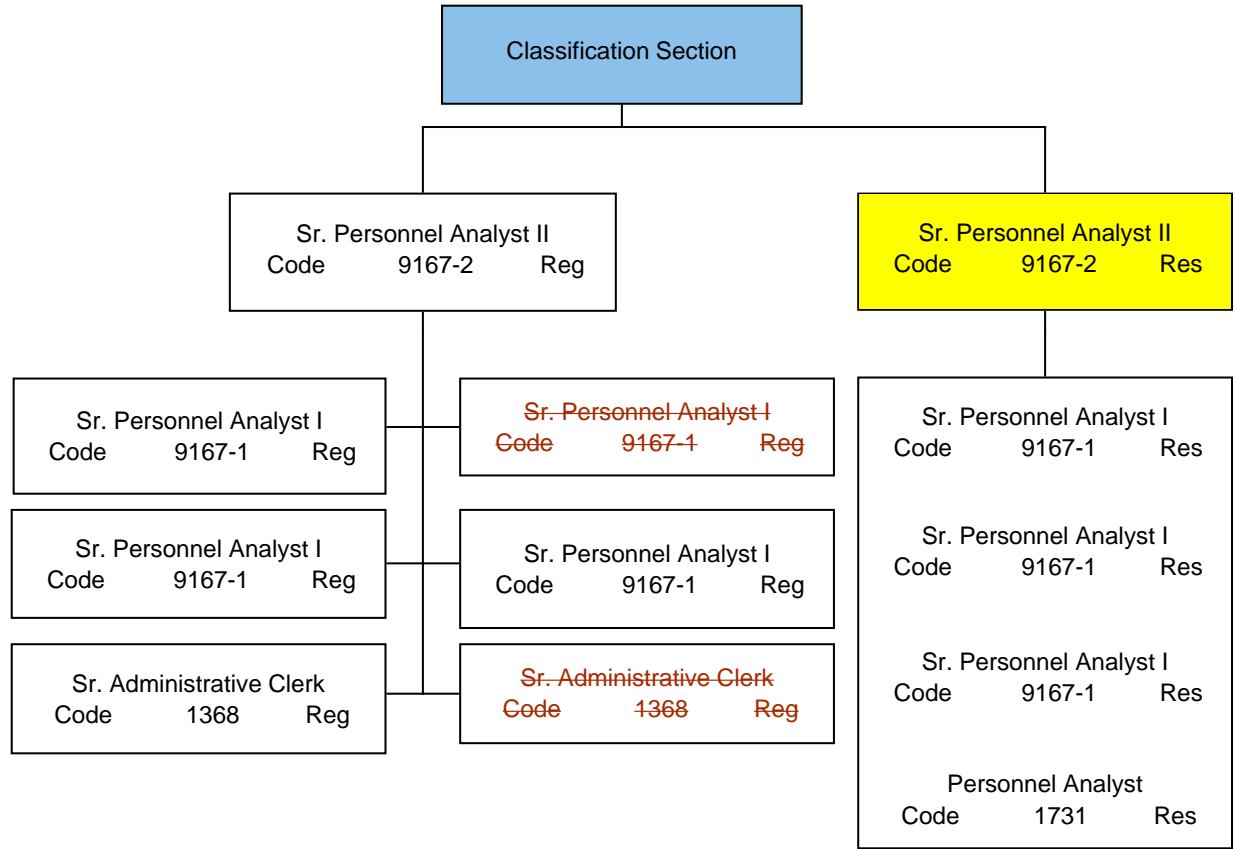 Classification Section
Sr. Personnel Analyst II
Code 9167-2 Reg
Sr. Personnel Analyst II
Code 9167-2 Res
Sr. Personnel Analyst I
Code 9167-1 Reg
Sr. Personnel Analyst I
Code 9167-1 Reg
Sr. Personnel Analyst I
Code 9167-1 Reg
Sr. Personnel Analyst I
Code 9167-1 Reg
Sr. Administrative Clerk
Code 1368 Reg
Sr. Administrative Clerk
Code 1368 Reg
Sr. Personnel Analyst I
Code 9167-1 Res
Sr. Personnel Analyst I
Code 9167-1 Res
Sr. Personnel Analyst I
Code 9167-1 Res
Personnel Analyst
Code 1731 Res